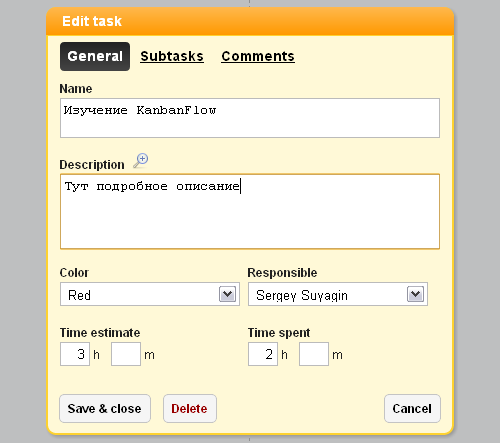 Edit task
General Subtasks Comments
Name
Изучение KanbanFlow
Description
Тут подробное описание
Color Responsible
Red Sergey Suyagin
Time estimate Time spent
3 h m 2 h m
Save & close Delete Cancel